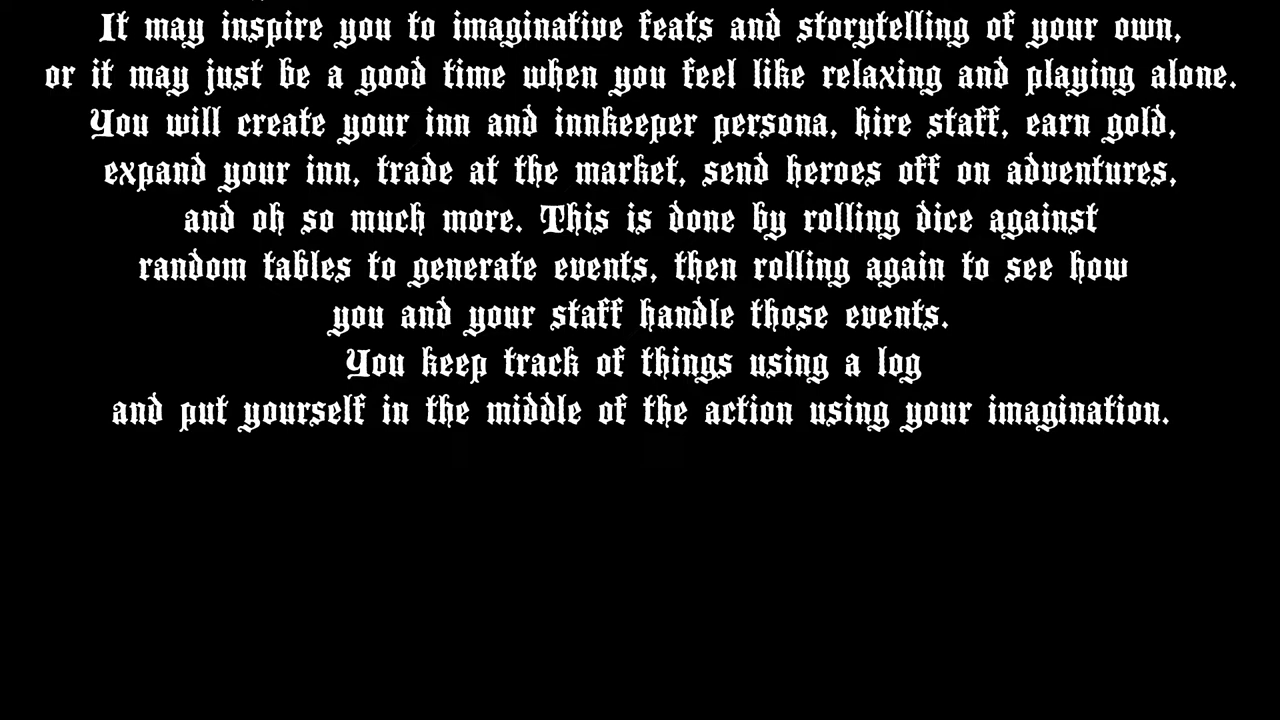 It may inspire you to imaginative feats and storytelling of your own,
or it may just be a good time when you feel like relaxing and playing alone.
You will create your inn and innkeeper persona, hire staff, earn gold,
expand your inn, trade at the market, send heroes off on adventures,
and oh so much more. This is done by rolling dice against
random tables to generate events, then rolling again to see how
you and your staff handle those events.
You keep track of things using a log
and put yourself in the middle of the action using your imagination.